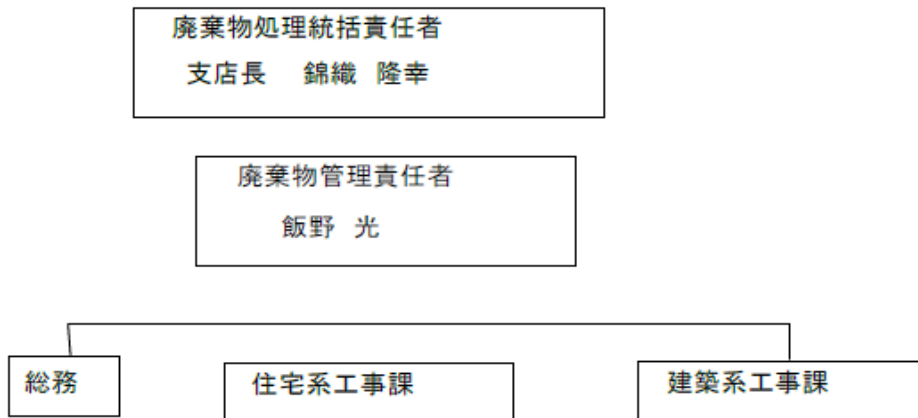 廃棄物処理統括責任者
支店長 錦織 隆幸
廃棄物管理責任者
飯野 光
総務 住宅系工事課 建築系工事課